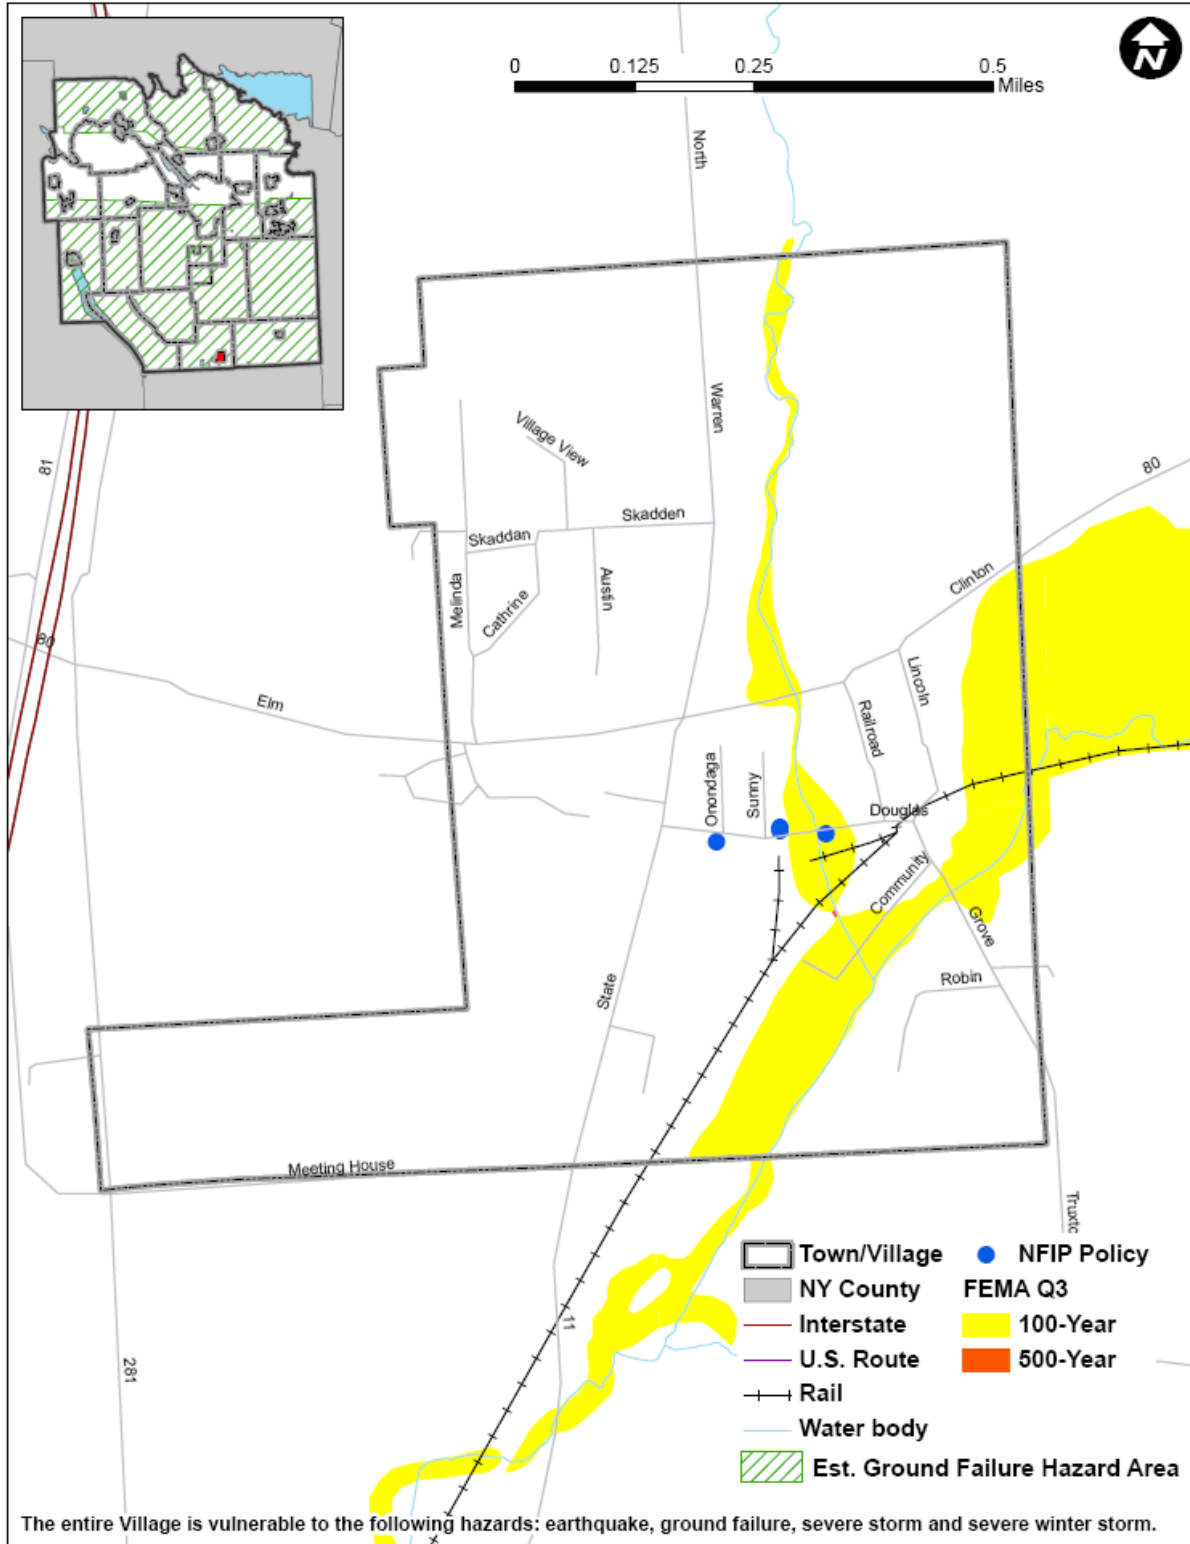 N
0 0.125 0.25 0.5
Miles
North
Warren
Village View
80
81
Skadden
Skaddan
Clinton
Austin
Melinda
Cathrine
80
Lincoln
Elm
Railroad
Onondaga
Sunny
Douglas
Community
Grove
Robin
State
Meeting House
Truxto
11
281
Town/Village
NFIP Policy
NY County
FEMA Q3
Interstate
100-Year
U.S. Route
500-Year
Rail
Water body
Est. Ground Failure Hazard Area
The entire Village is vulnerable to the following hazards: earthquake, ground failure, severe storm and severe winter storm.